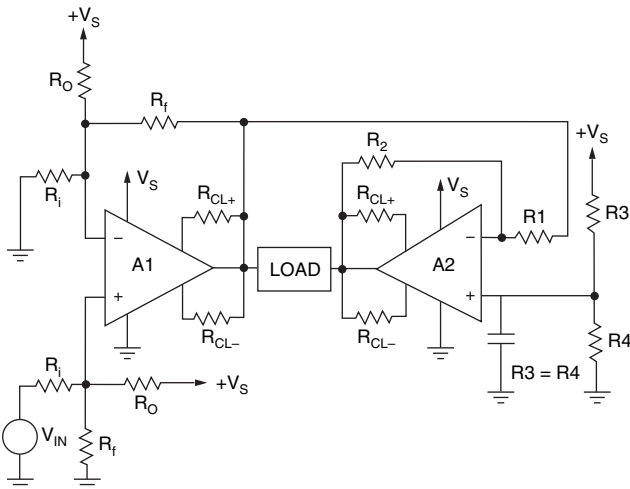 +Vs
RO
Rf
R2
+Vs
Ri
VS
RCL+
RCL+
VS
R1
R3
−
A1
+
LOAD
−
A2
+
RCL−
RCL−
R3 = R4
R4
Ri
RO
+VS
VIN
Rf